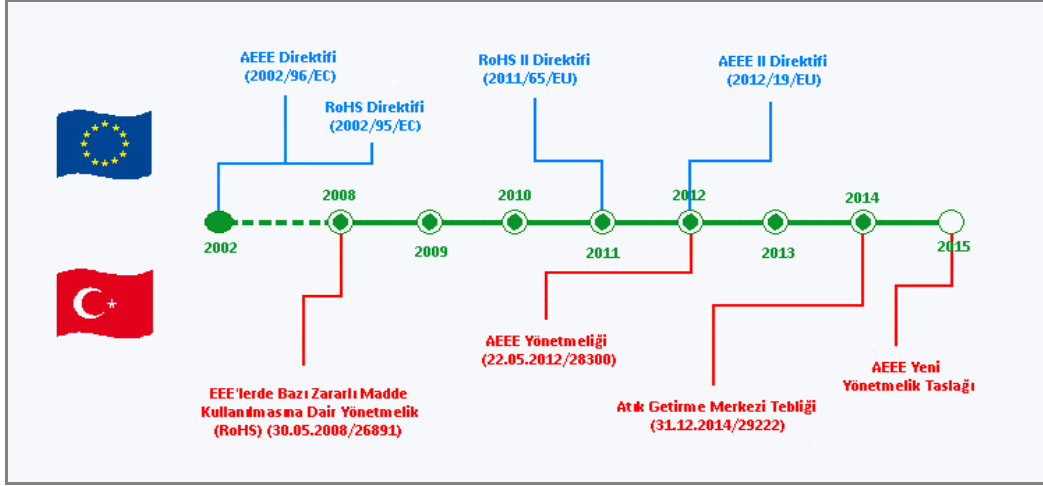 AEEE Direktifi
(2002/96/EC)
RoHS Direktifi
(2002/95/EC)
RoHS II Direktifi
(2011/65/EU)
AEEE II Direktifi
(2012/19/EU)
2008
2010
2012
2014
2002
2009
2011
2013
2015
EEE'lerde Bazı Zararlı Madde
Kullanılmasına Dair Yönetmelik
(RoHS) (30.05.2008/26891)
AEEE Yönetmeliği
(22.05.2012/28300)
Atık Getirme Merkezi Tebliği
(31.12.2014/29222)
AEEE Yeni
Yönetmelik Taslağı